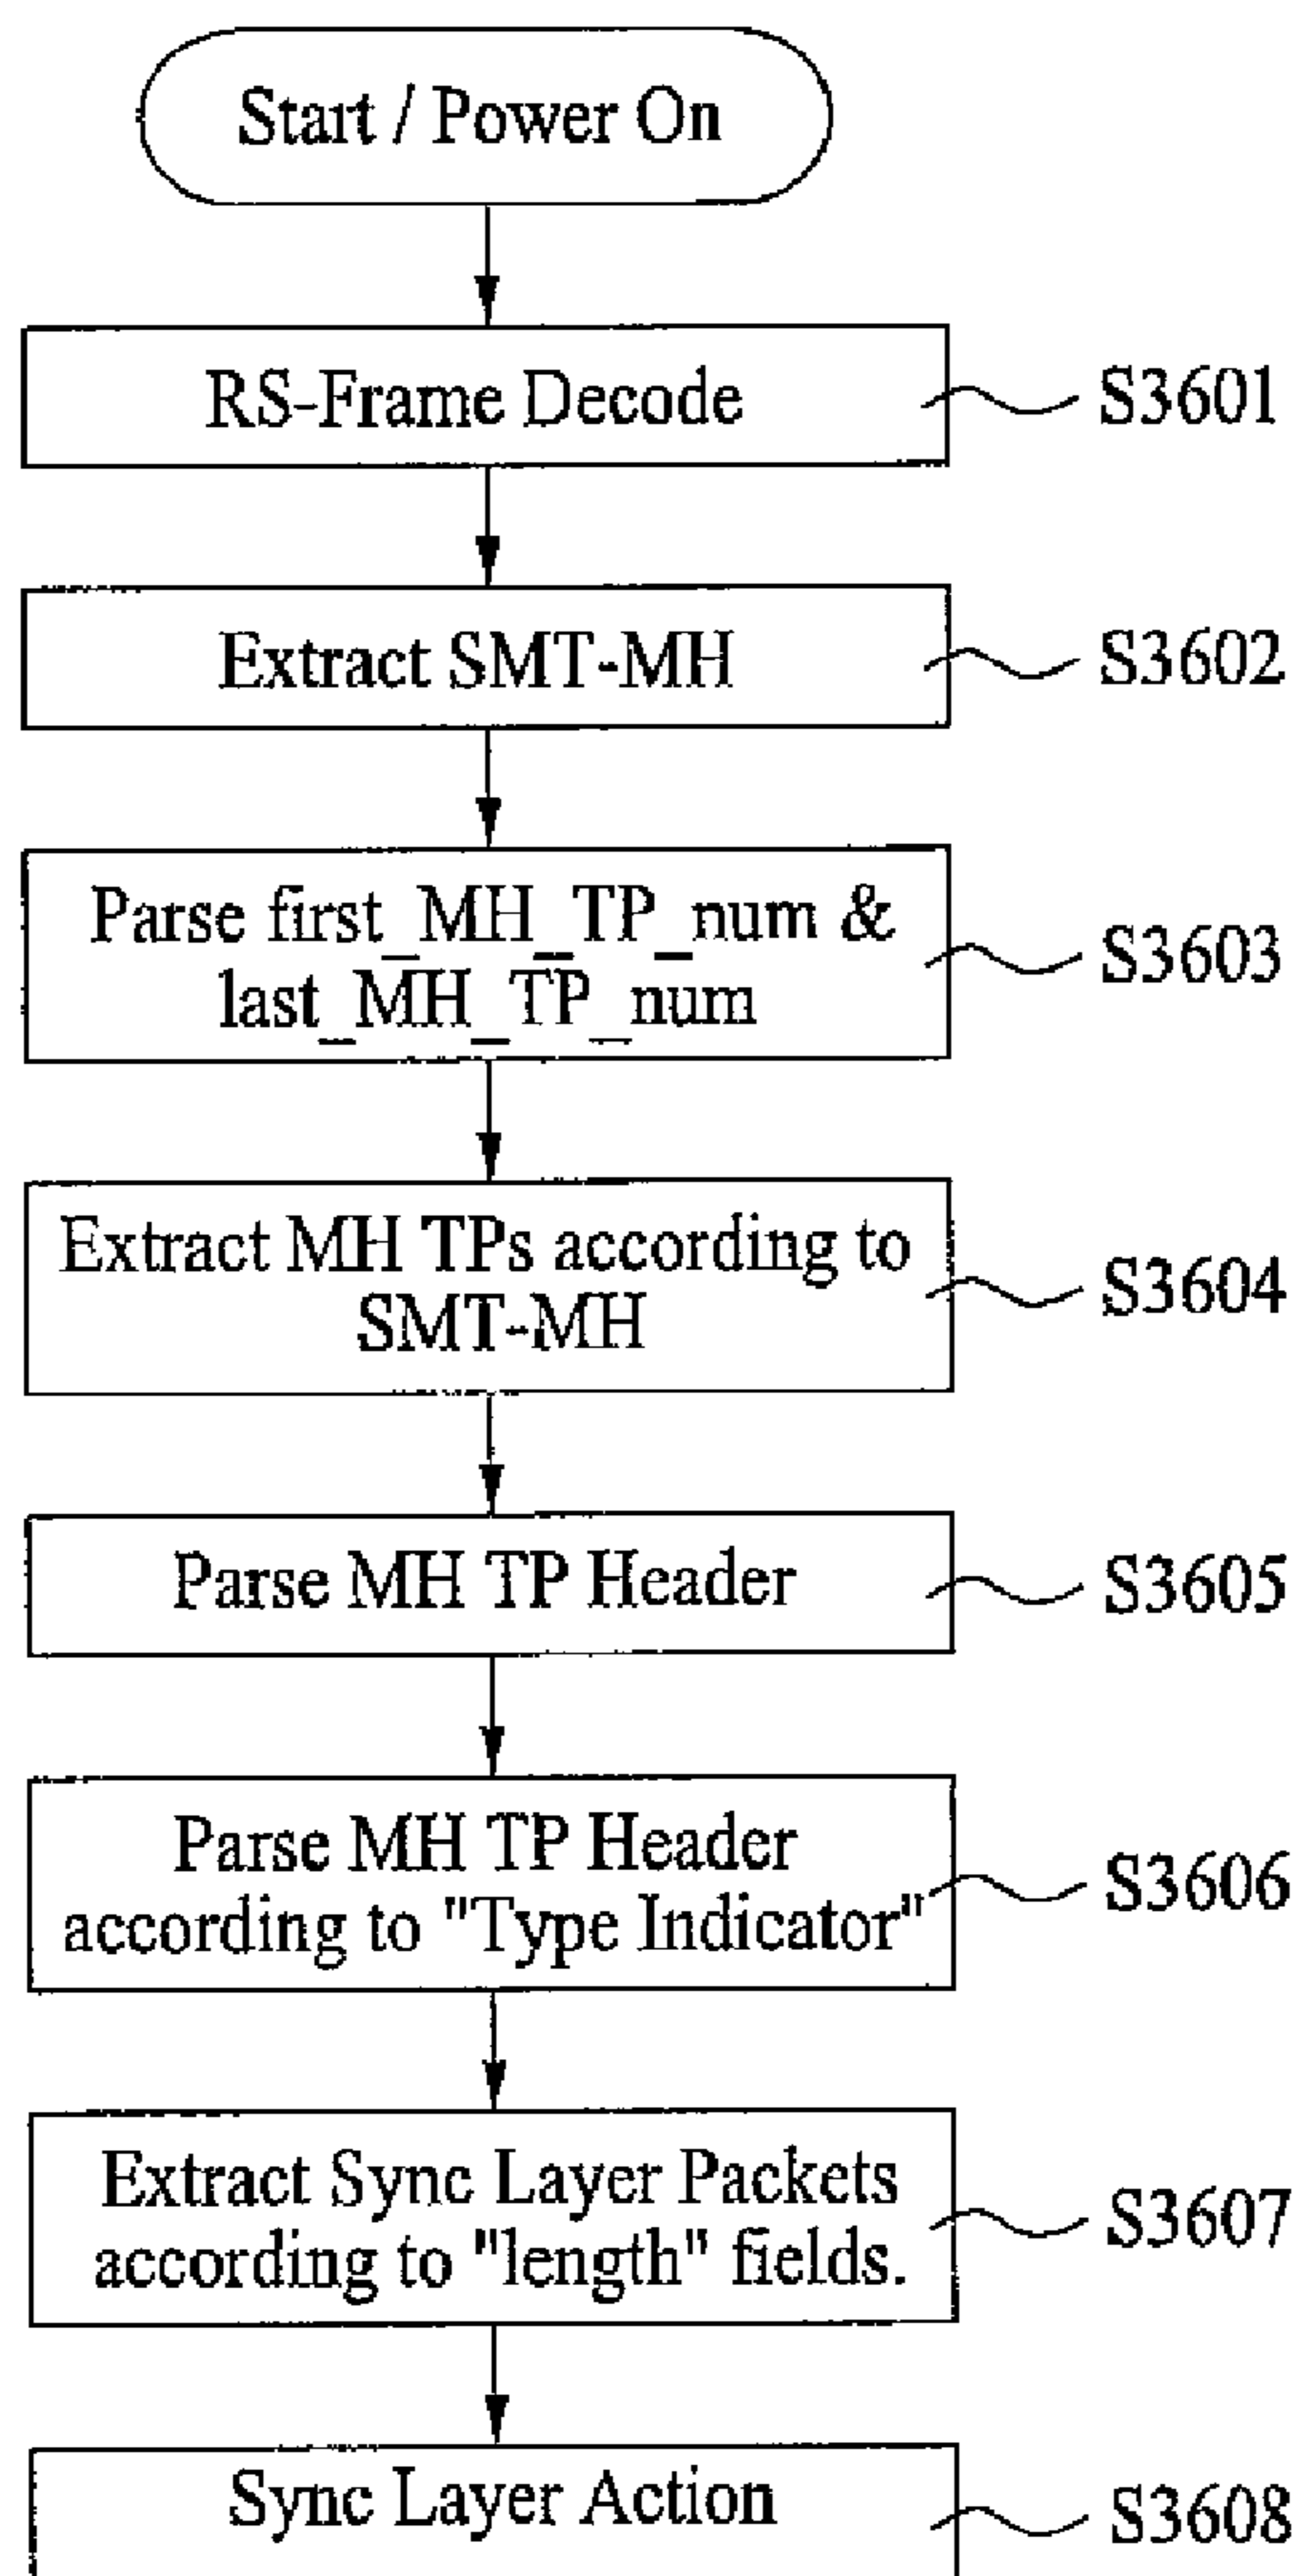 Start / Power On
RS-Frame Decode
S3601
Extract SMT-MH
S3602
Parse first_MH_TP_num &
last_MH_TP_num
S3603
Extract MH TPs according to
SMT-MH
S3604
Parse MH TP Header
S3605
Parse MH TP Header
according to "Type Indicator"
S3606
Extract Sync Layer Packets
according to "length" fields.
S3607
Sync Layer Action
S3608